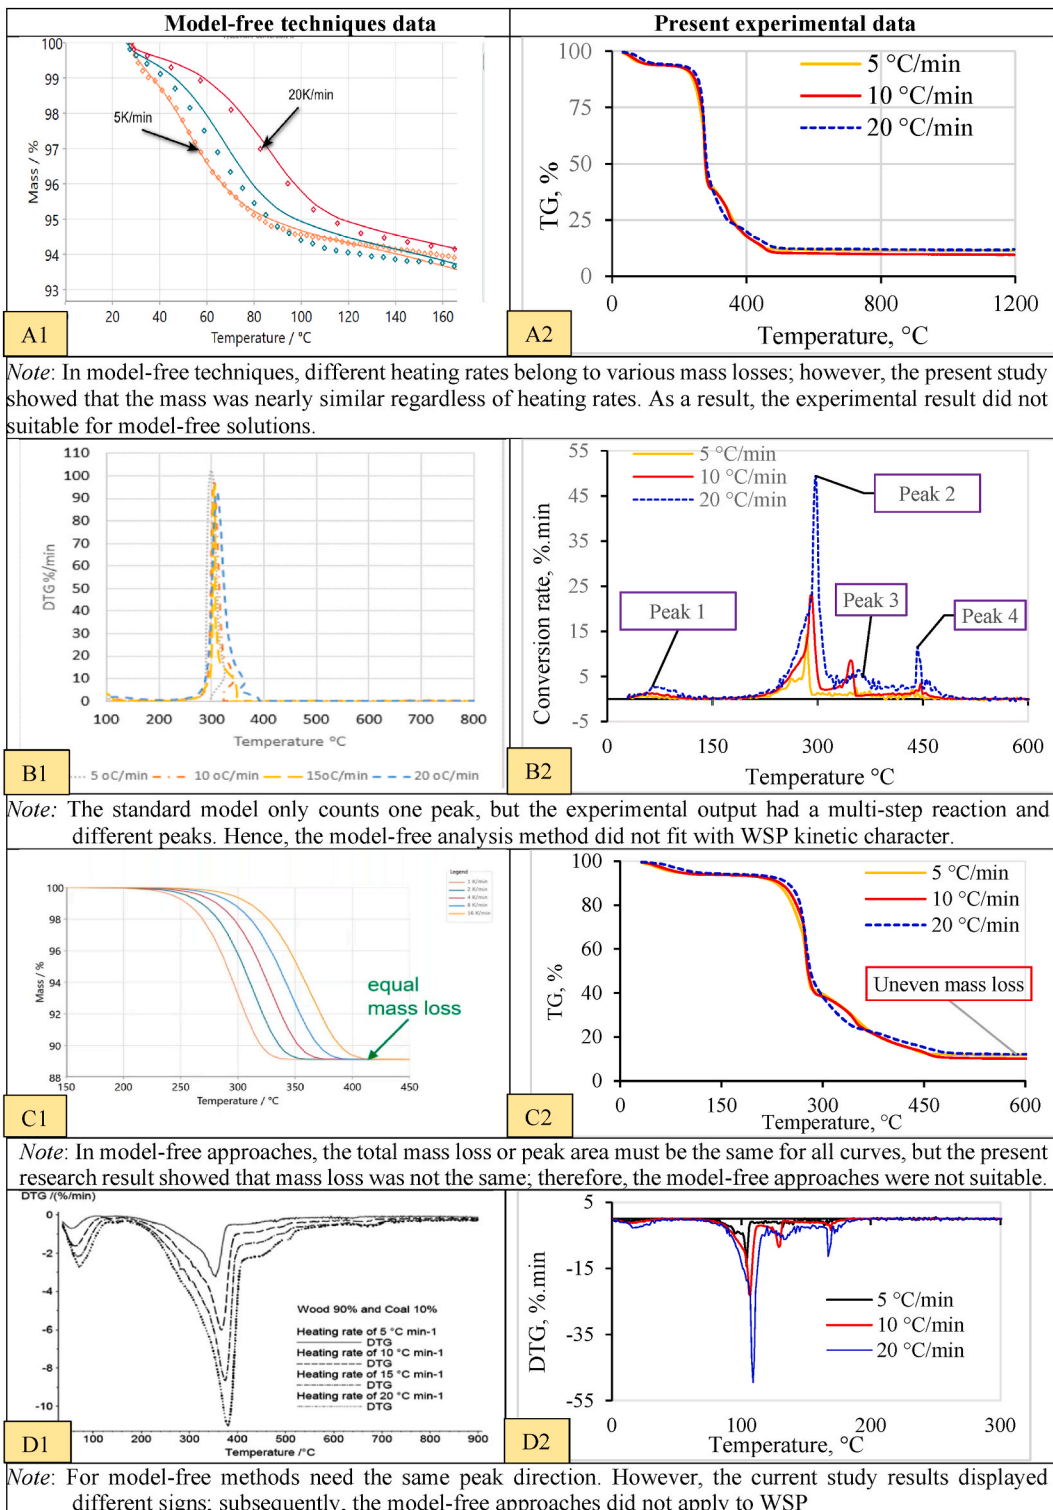 Model-free techniques data
Present experimental data
100
99
98
97
96
95
94
93
Mass / %
5K/min
20K/min
20 40 60 80 100 120 140 160
Temperature / °C
A1
100
75
50
25
0
TG, %
5 °C/min
10 °C/min
20 °C/min
0 400 800 1200
Temperature, °C
A2
Note: In model-free techniques, different heating rates belong to various mass losses; however, the present study
showed that the mass was nearly similar regardless of heating rates. As a result, the experimental result did not
suitable for model-free solutions.
110
100
90
80
70
60
50
40
30
20
10
0
DTG %/min
100 200 300 400 500 600 700 800
Temperature °C
5 oC/min 10 oC/min 15oC/min 20 oC/min
B1
55
45
35
25
15
5
-5
Conversion rate, %.min
5 °C/min
10 °C/min
20 °C/min
Peak 1
Peak 2
Peak 3
Peak 4
0 150 300 450 600
Temperature °C
B2
Note: The standard model only counts one peak, but the experimental output had a multi-step reaction and
different peaks. Hence, the model-free analysis method did not fit with WSP kinetic character.
100
98
96
94
92
90
88
Mass / %
Legend
1 K/min
2 K/min
4 K/min
8 K/min
16 K/min
equal
mass loss
150 200 250 300 350 400 450
Temperature / °C
C1
100
80
60
40
20
0
TG, %
5 °C/min
10 °C/min
20 °C/min
Uneven mass loss
0 150 300 450 600
Temperature, °C
C2
Note: In model-free approaches, the total mass loss or peak area must be the same for all curves, but the present
research result showed that mass loss was not the same; therefore, the model-free approaches were not suitable.
DTG /(%/min)
0
-2
-4
-6
-8
-10
Wood 90% and Coal 10%
Heating rate of 5 °C min-1
DTG
Heating rate of 10 °C min-1
DTG
Heating rate of 15 °C min-1
DTG
Heating rate of 20 °C min-1
DTG
100 200 300 400 500 600 700 800 900
Temperature/°C
D1
5
-15
-35
-55
DTG, %.min
5 °C/min
10 °C/min
20 °C/min
0 100 200 300
Temperature, °C
D2
Note: For model-free methods need the same peak direction. However, the current study results displayed
different signs; subsequently, the model-free approaches did not apply to WSP